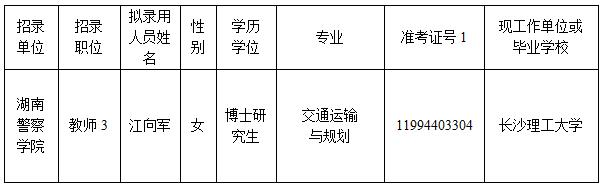 招录单位 招录职位 拟录用人员姓名 性别 学历学位 专业 准考证号 1 现工作单位或毕业学校
湖南警察学院 教师 3 江向军 女 博士研究生 交通运输与规划 11994403304 长沙理工大学